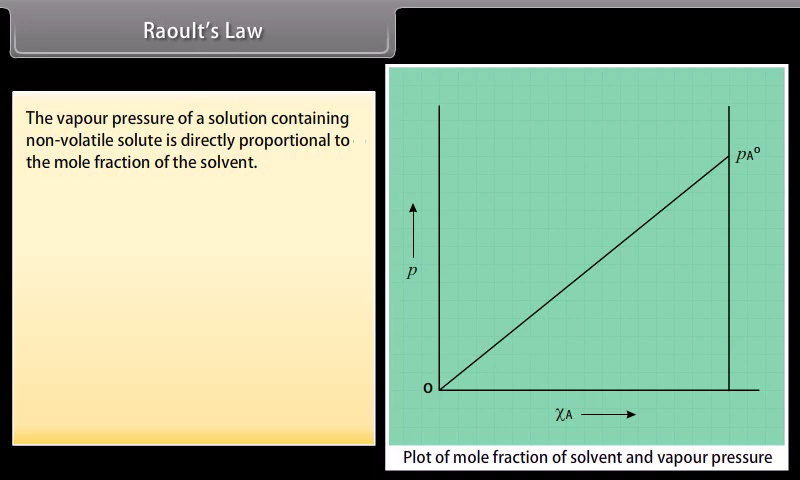 Raoult's Law
The vapour pressure of a solution containing
non-volatile solute is directly proportional to
the mole fraction of the solvent.
pA°
p
O
χA
Plot of mole fraction of solvent and vapour pressure